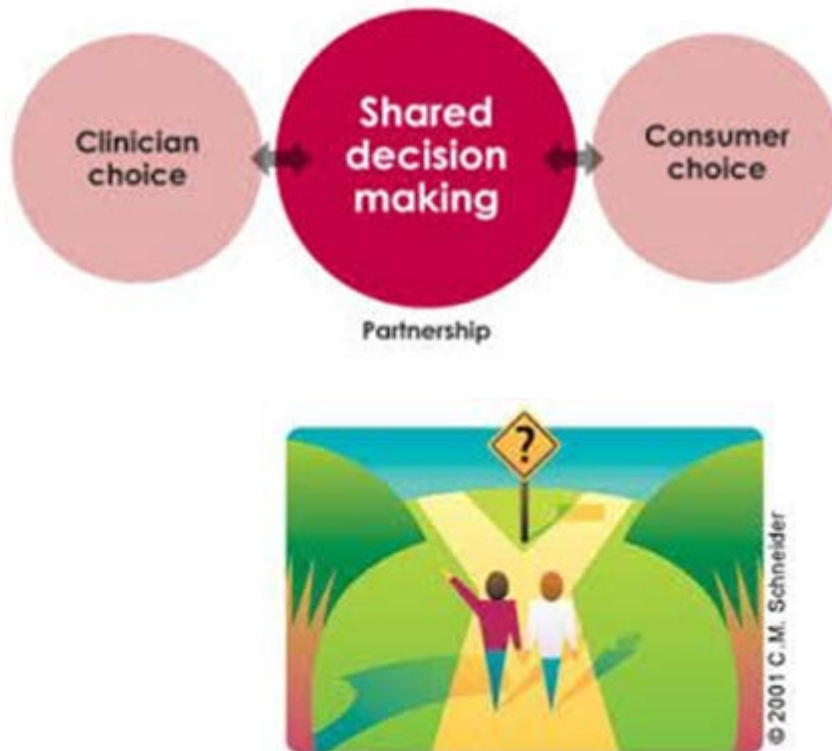 Clinician
choice
Shared
decision
making
Consumer
choice
Partnership
?
© 2001 C.M. Schneider